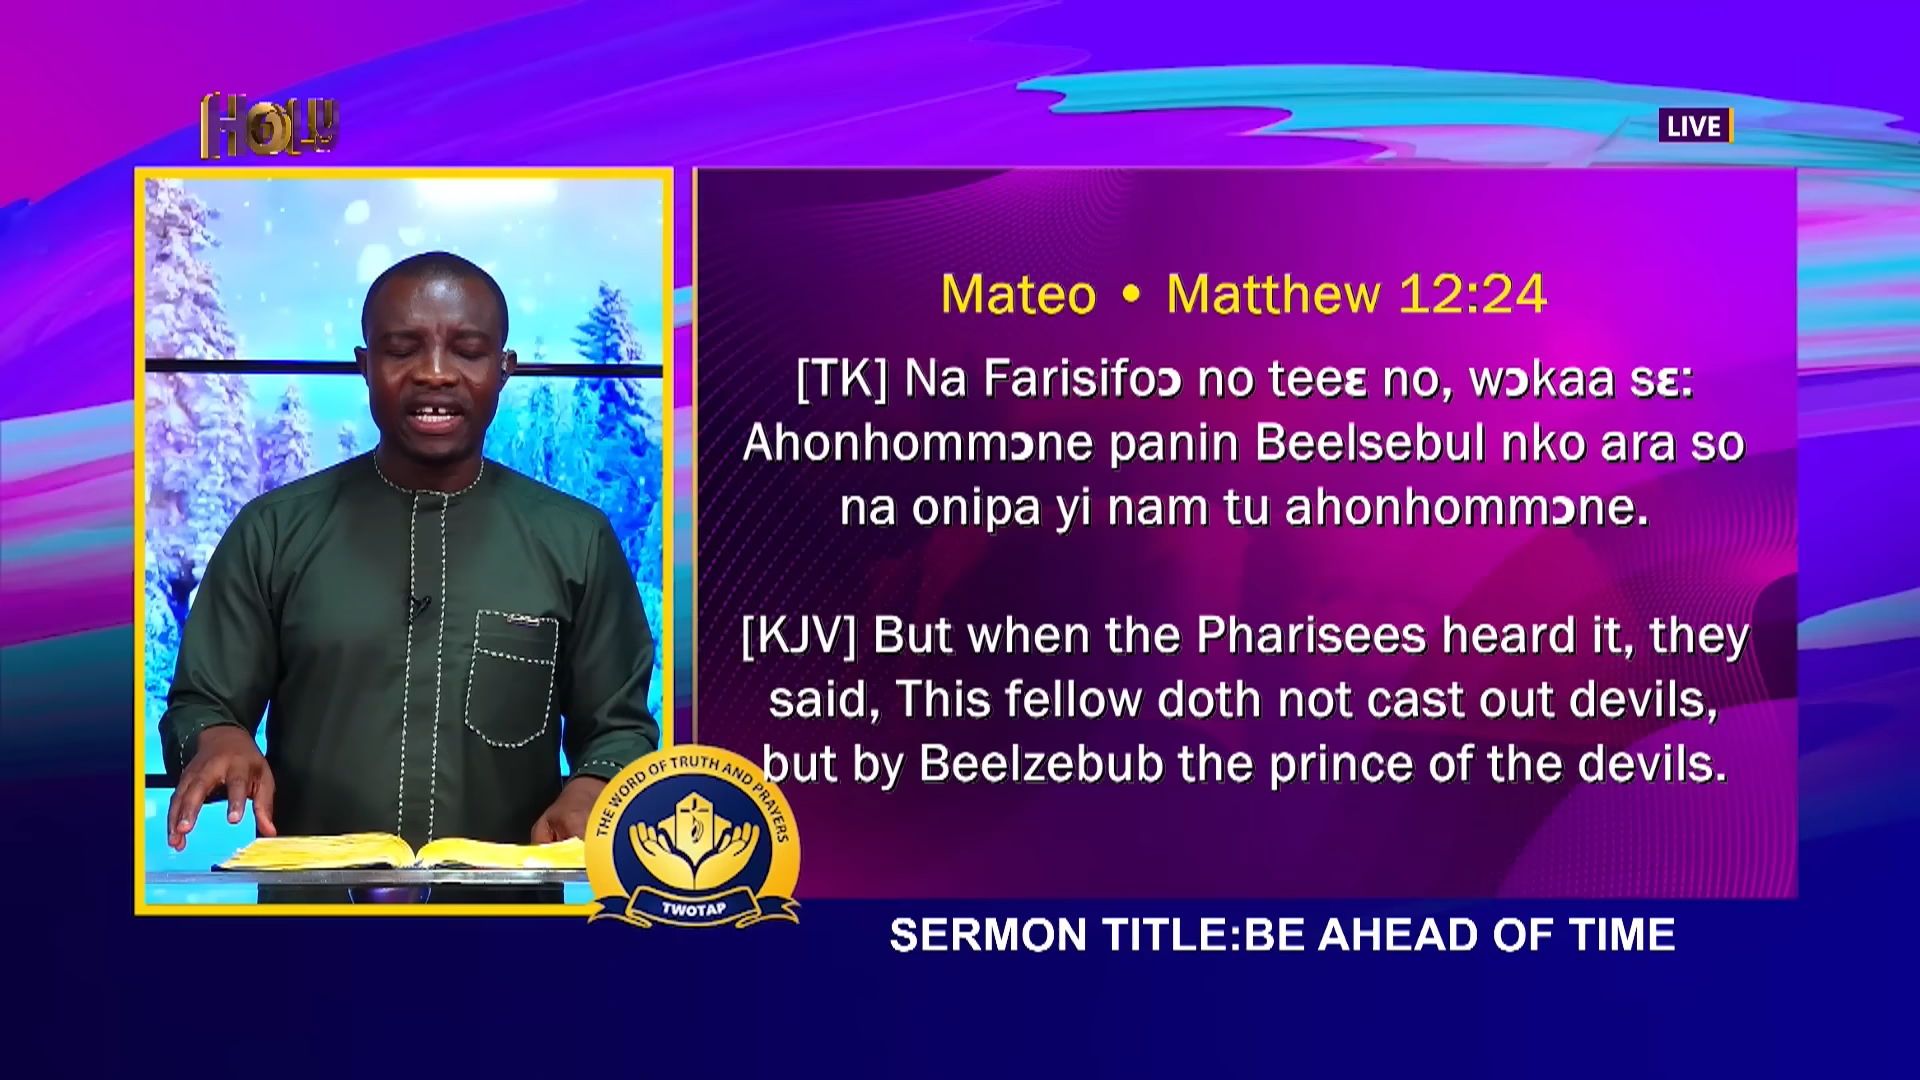 HOLY
LIVE
Mateo • Matthew 12:24
[TK] Na Farisifoɔ no teeɛ no, wɔkaa sɛ:
Ahonhommɔne panin Beelsebul nko ara so
na onipa yi nam tu ahonhommɔne.
[KJV] But when the Pharisees heard it, they
said, This fellow doth not cast out devils,
but by Beelzebub the prince of the devils.
THE WORD OF TRUTH AND PRAYERS
TWOTAP
SERMON TITLE:BE AHEAD OF TIME